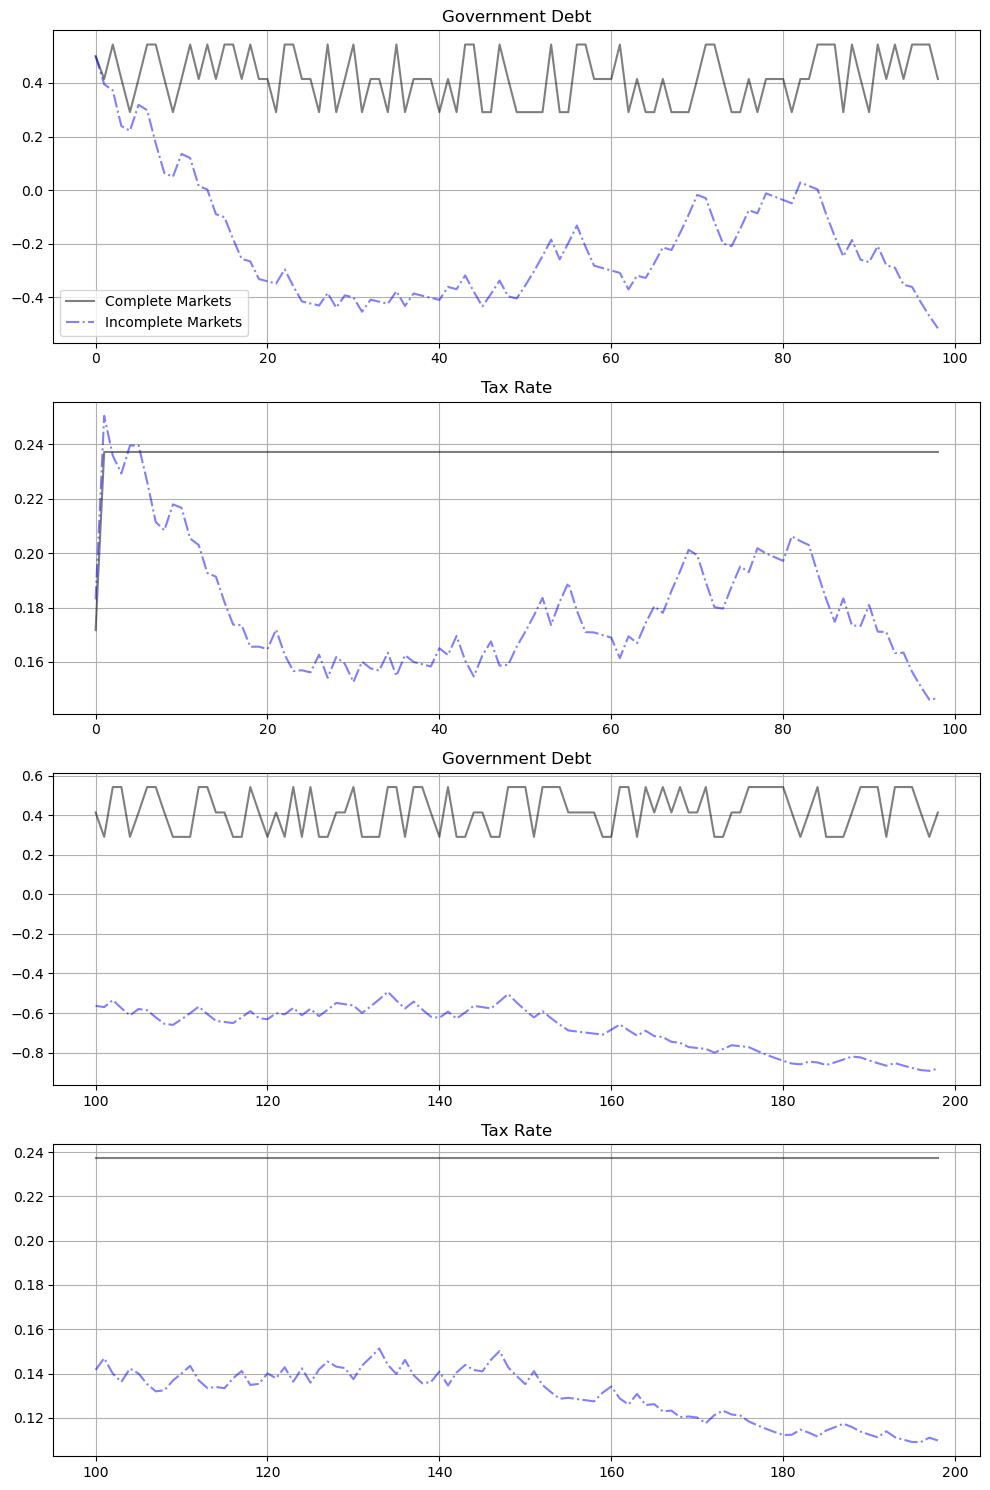 Government Debt
0.4
0.2
0.0
−0.2
−0.4
Complete Markets
Incomplete Markets
0 20 40 60 80 100
Tax Rate
0.24
0.22
0.20
0.18
0.16
0 20 40 60 80 100
Government Debt
0.6
0.4
0.2
0.0
−0.2
−0.4
−0.6
−0.8
100 120 140 160 180 200
Tax Rate
0.24
0.22
0.20
0.18
0.16
0.14
0.12
100 120 140 160 180 200